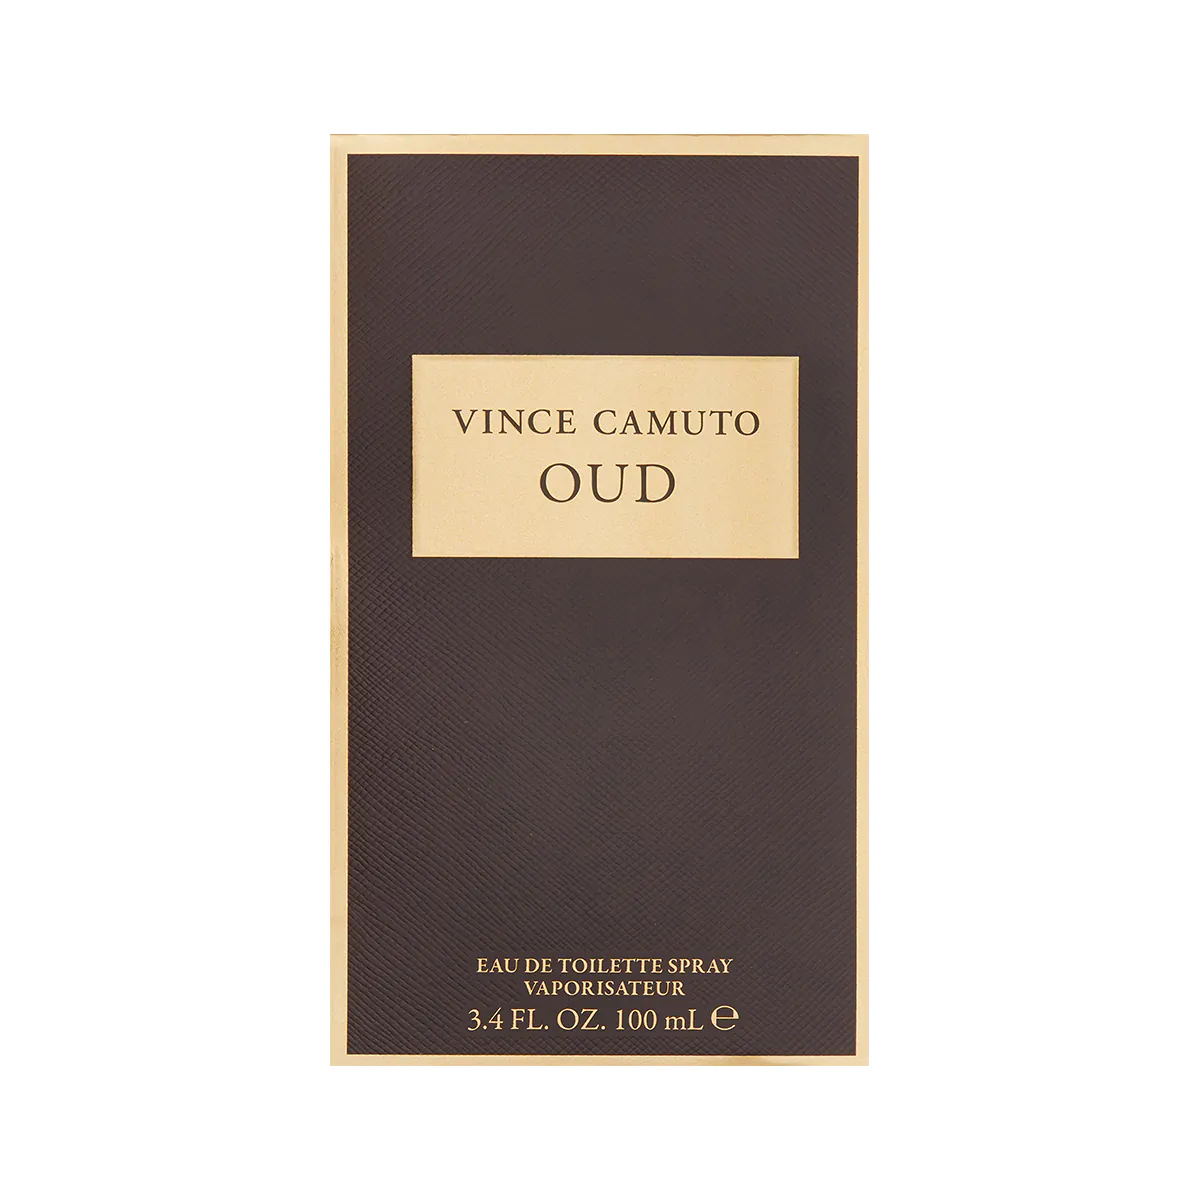 VINCE CAMUTO
OUD
EAU DE TOILETTE SPRAY
VAPORISATEUR
3.4 FL. OZ. 100 mL ℮